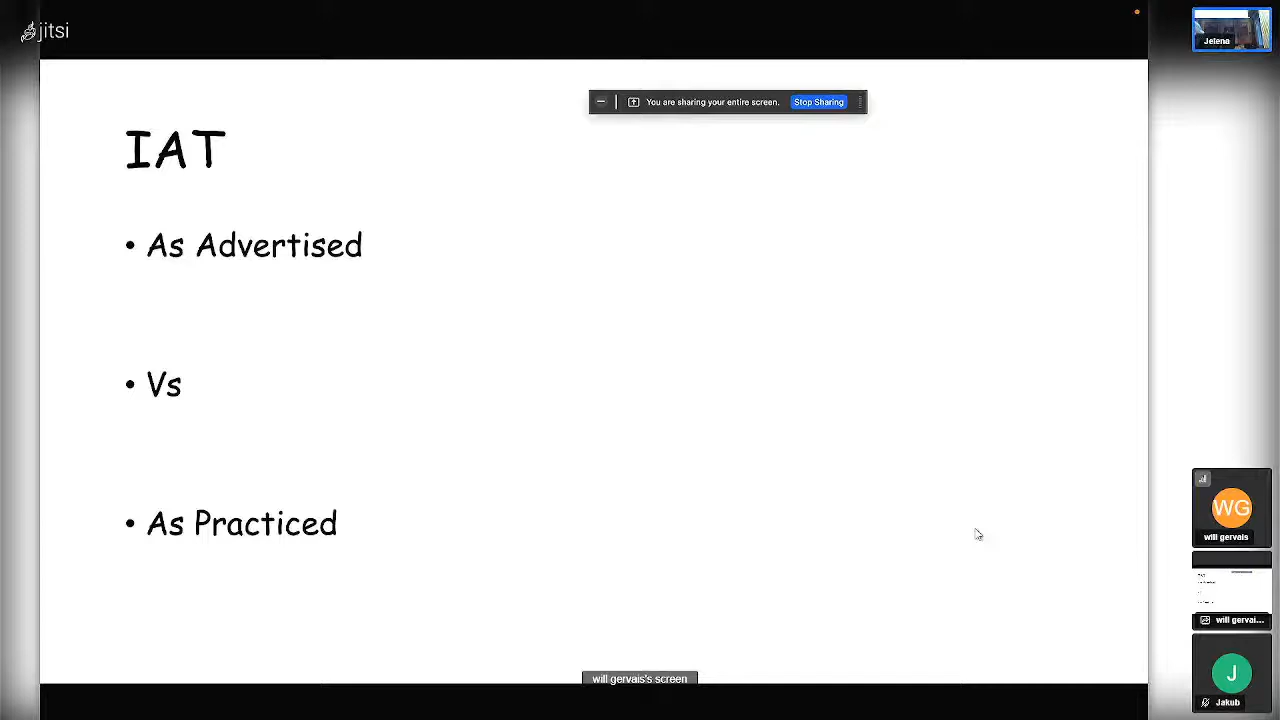 jitsi
Jelena
You are sharing your entire screen. Stop Sharing
IAT
• As Advertised
• Vs
• As Practiced
WG
will gervais
will gervai...
J
Jakub
will gervais's screen